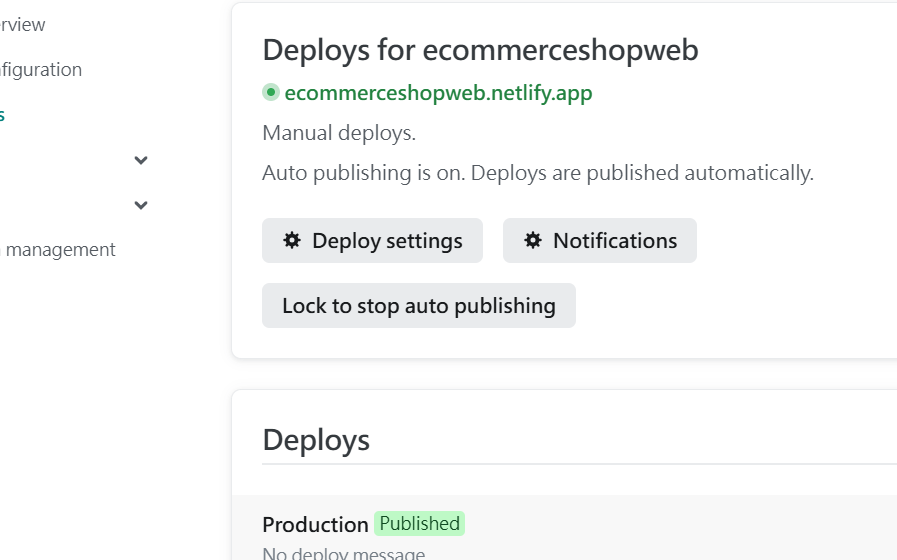 erview
figuration
s
management
Deploys for ecommerceshopweb
ecommerceshopweb.netlify.app
Manual deploys.
Auto publishing is on. Deploys are published automatically.
Deploy settings
Notifications
Lock to stop auto publishing
Deploys
Production Published
No deploy message